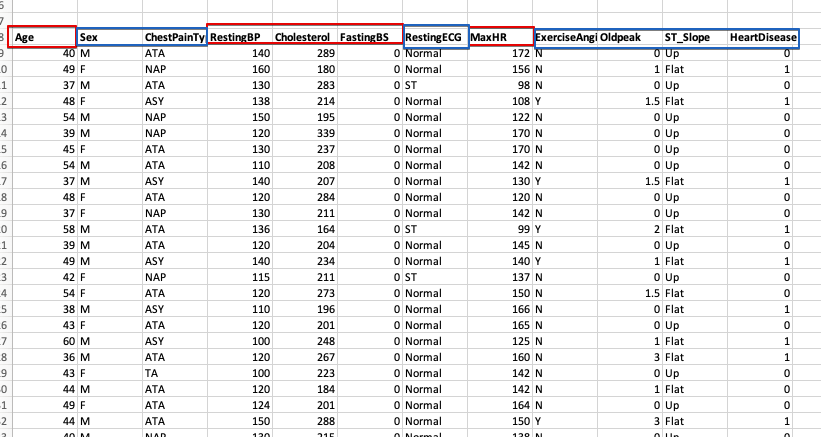 Age Sex ChestPainTy RestingBP Cholesterol FastingBS RestingECG MaxHR ExerciseAngi Oldpeak ST_Slope HeartDisease
40 M ATA 140 289 0 Normal 172 N 0 Up 0
49 F NAP 160 180 0 Normal 156 N 1 Flat 1
37 M ATA 130 283 0 ST 98 N 0 Up 0
48 F ASY 138 214 0 Normal 108 Y 1.5 Flat 1
54 M NAP 150 195 0 Normal 122 N 0 Up 0
39 M NAP 120 339 0 Normal 170 N 0 Up 0
45 F ATA 130 237 0 Normal 170 N 0 Up 0
54 M ATA 110 208 0 Normal 142 N 0 Up 0
37 M ASY 140 207 0 Normal 130 Y 1.5 Flat 1
48 F ATA 120 284 0 Normal 120 N 0 Up 0
37 F NAP 130 211 0 Normal 142 N 0 Up 0
58 M ATA 136 164 0 ST 99 Y 2 Flat 1
39 M ATA 120 204 0 Normal 145 N 0 Up 0
49 M ASY 140 234 0 Normal 140 Y 1 Flat 1
42 F NAP 115 211 0 ST 137 N 0 Up 0
54 F ATA 120 273 0 Normal 150 N 1.5 Flat 0
38 M ASY 110 196 0 Normal 166 N 0 Flat 1
43 F ATA 120 201 0 Normal 165 N 0 Up 0
60 M ASY 100 248 0 Normal 125 N 1 Flat 1
36 M ATA 120 267 0 Normal 160 N 3 Flat 1
43 F TA 100 223 0 Normal 142 N 0 Up 0
44 M ATA 120 184 0 Normal 142 N 1 Flat 0
49 F ATA 124 201 0 Normal 164 N 0 Up 0
44 M ATA 150 288 0 Normal 150 Y 3 Flat 1
40 M NAP 130 215 0 Normal 138 N 0 Up 0